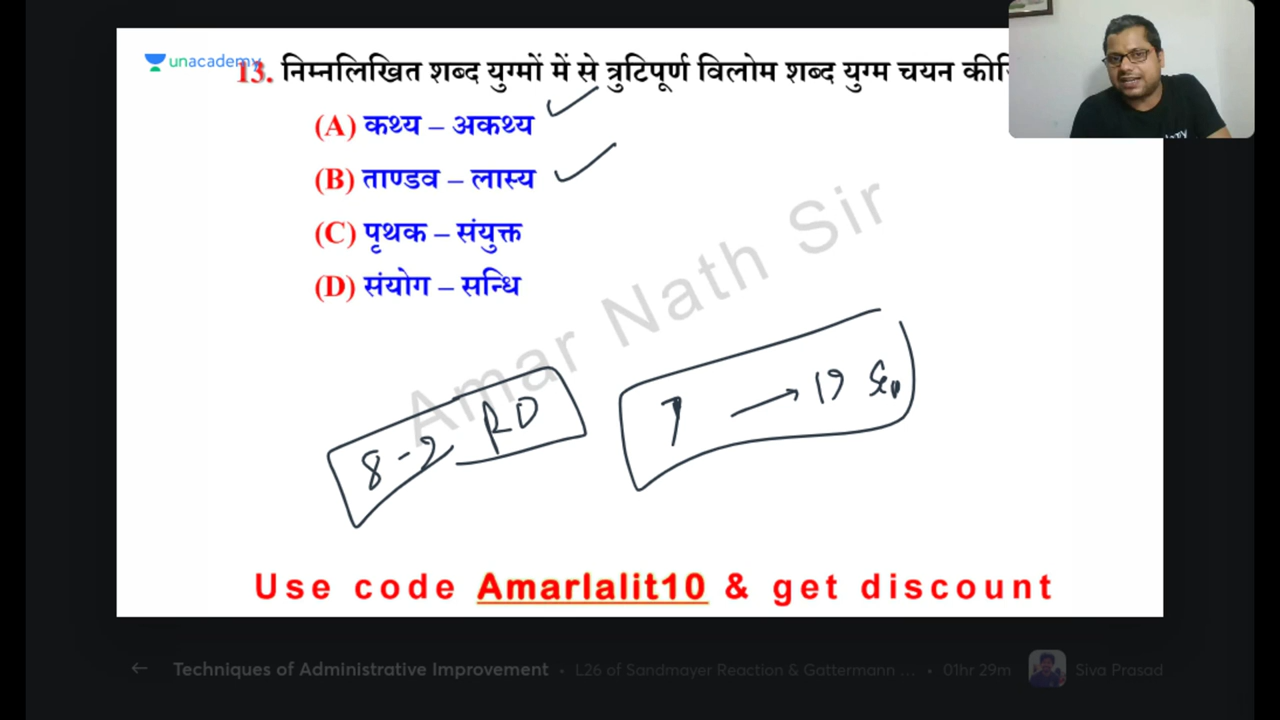 unacademy
13. निम्नलिखित शब्द युग्मों में से त्रुटिपूर्ण विलोम शब्द युग्म चयन
(A) कथ्य – अकथ्य
(B) ताण्डव – लास्य
(C) पृथक – संयुक्त
(D) संयोग – सन्धि
Amar Nath Sir
8-2 RD
→ 19
Use code Amarlalit10 & get discount
← Techniques of Administrative Improvement • L26 of Sandmayer Reaction & Gattermann ... • 01hr 29m Siva Prasad